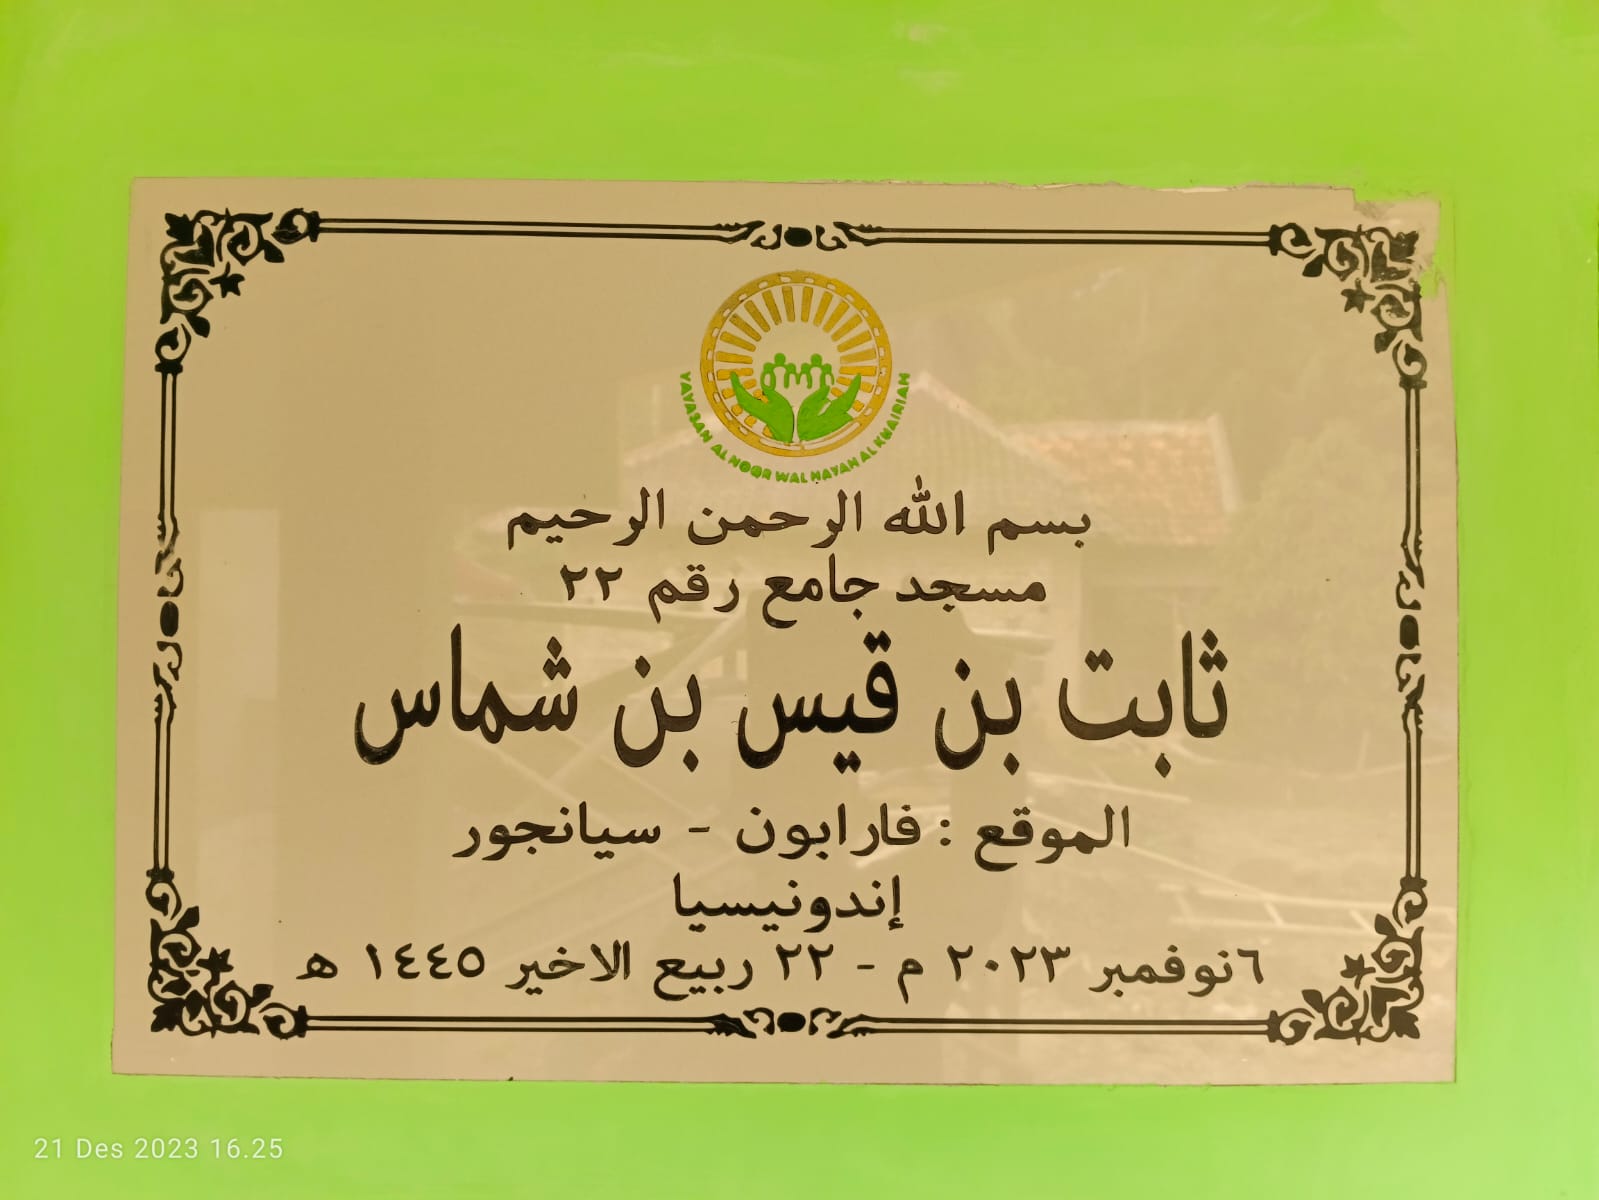 YAYASAN AL NOOR WAL HAYAH AL KHAIRIAH
بسم الله الرحمن الرحيم
مسجد جامع رقم ٢٢
ثابت بن قيس بن شماس
الموقع : فارابون - سيانجور
إندونيسيا
٦نوفمبر ٢٠٢٣ م - ٢٢ ربيع الاخير ١٤٤٥ ه
21 Des 2023 16.25